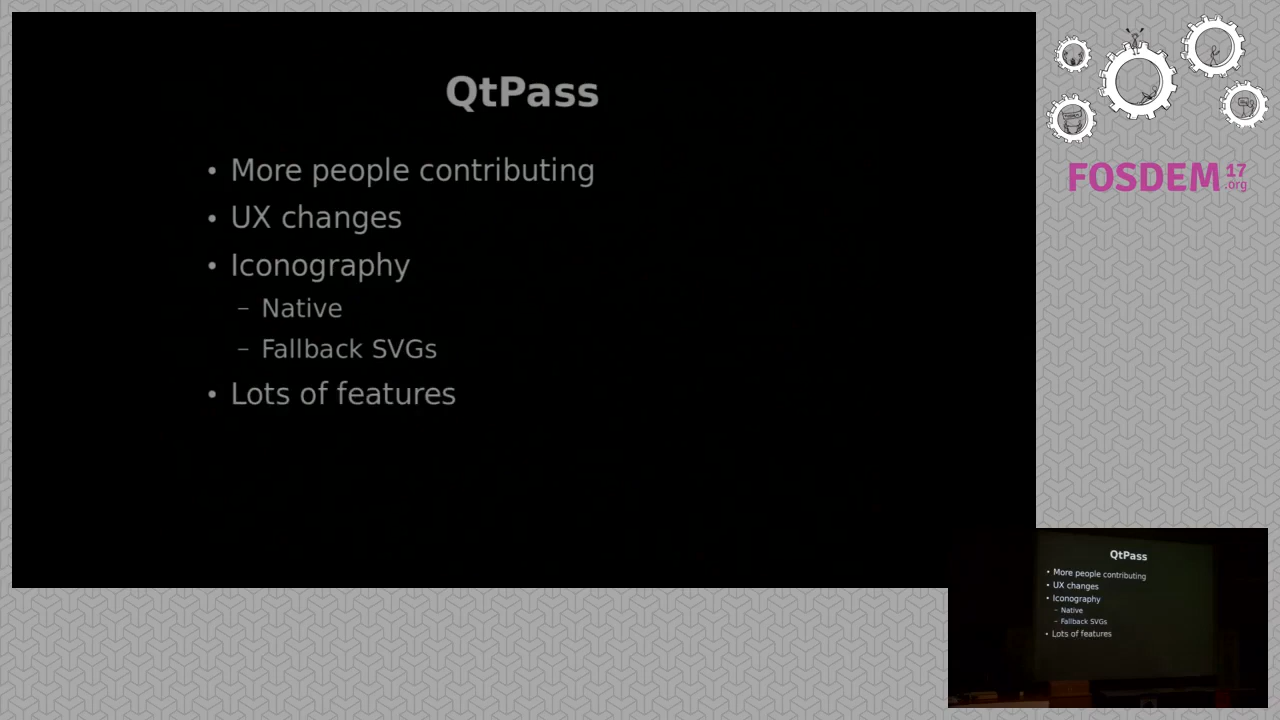 QtPass
• More people contributing
• UX changes
• Iconography
– Native
– Fallback SVGs
• Lots of features
FOSDEM 17
.org
QtPass
• More people contributing
• UX changes
• Iconography
– Native
– Fallback SVGs
• Lots of features